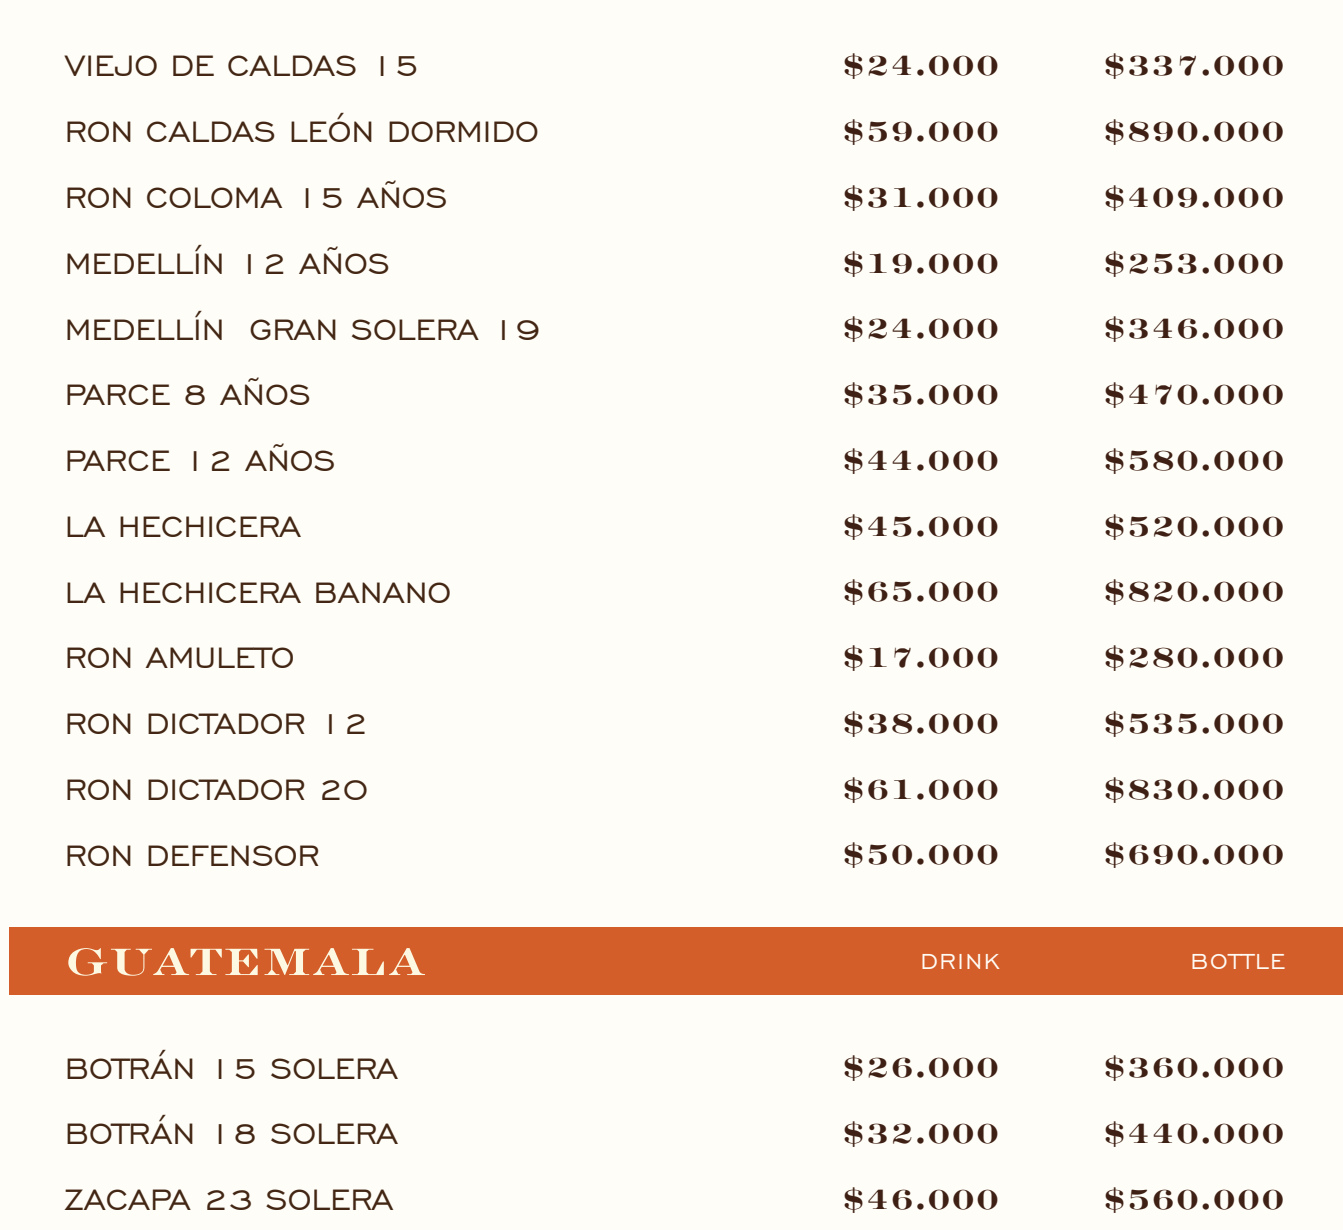 VIEJO DE CALDAS 15 $24.000 $337.000
RON CALDAS LEÓN DORMIDO $59.000 $890.000
RON COLOMA 15 AÑOS $31.000 $409.000
MEDELLÍN 12 AÑOS $19.000 $253.000
MEDELLÍN GRAN SOLERA 19 $24.000 $346.000
PARCE 8 AÑOS $35.000 $470.000
PARCE 12 AÑOS $44.000 $580.000
LA HECHICERA $45.000 $520.000
LA HECHICERA BANANO $65.000 $820.000
RON AMULETO $17.000 $280.000
RON DICTADOR 12 $38.000 $535.000
RON DICTADOR 20 $61.000 $830.000
RON DEFENSOR $50.000 $690.000
GUATEMALA DRINK BOTTLE
BOTRÁN 15 SOLERA $26.000 $360.000
BOTRÁN 18 SOLERA $32.000 $440.000
ZACAPA 23 SOLERA $46.000 $560.000